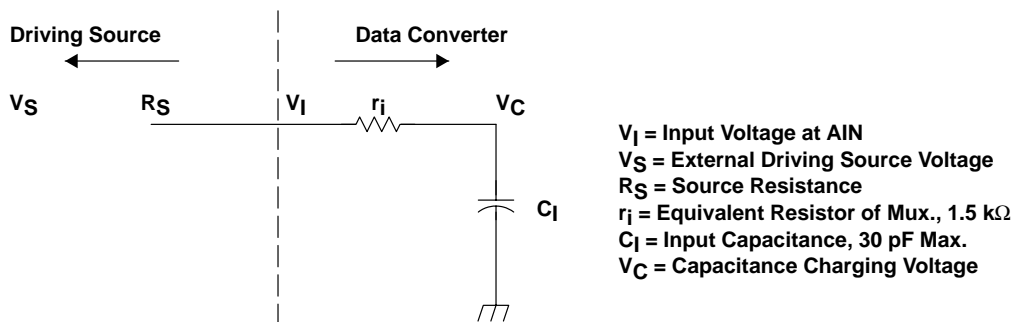 Driving Source
Data Converter
VS
RS
VI
ri
VC
CI
VI = Input Voltage at AIN
VS = External Driving Source Voltage
RS = Source Resistance
ri = Equivalent Resistor of Mux., 1.5 kΩ
CI = Input Capacitance, 30 pF Max.
VC = Capacitance Charging Voltage